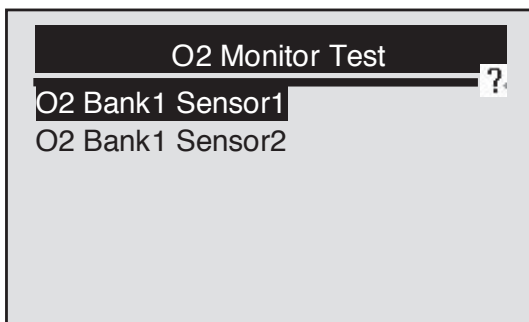 O2 Monitor Test
?
O2 Bank1 Sensor1
O2 Bank1 Sensor2